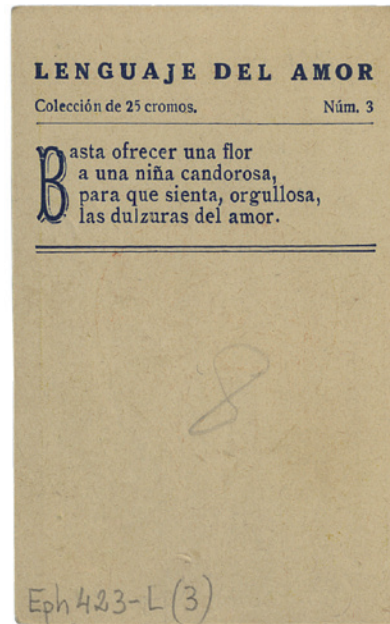 LENGUAJE DEL AMOR
Colección de 25 cromos. Núm. 3
Basta ofrecer una flor
a una niña candorosa,
para que sienta, orgullosa,
las dulzuras del amor.
8
Eph 423-L (3)